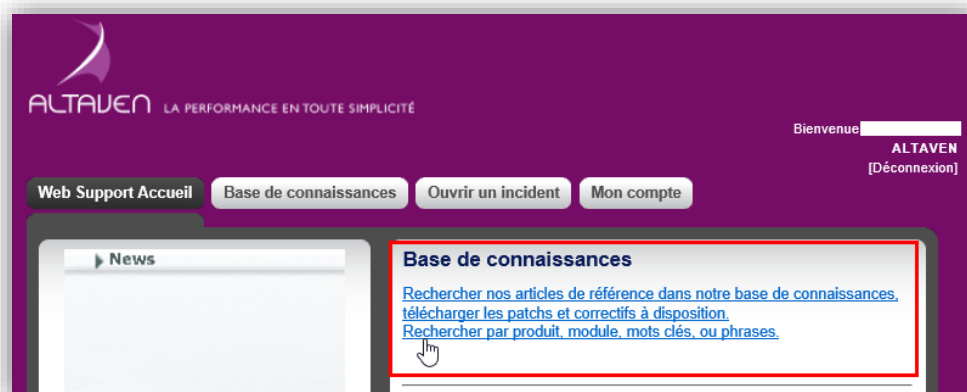 ALTAVEN LA PERFORMANCE EN TOUTE SIMPLICITÉ
Bienvenue
ALTAVEN
[Déconnexion]
Web Support Accueil Base de connaissances Ouvrir un incident Mon compte
News
Base de connaissances
Rechercher nos articles de référence dans notre base de connaissances,
télécharger les patchs et correctifs à disposition.
Rechercher par produit, module, mots clés, ou phrases.